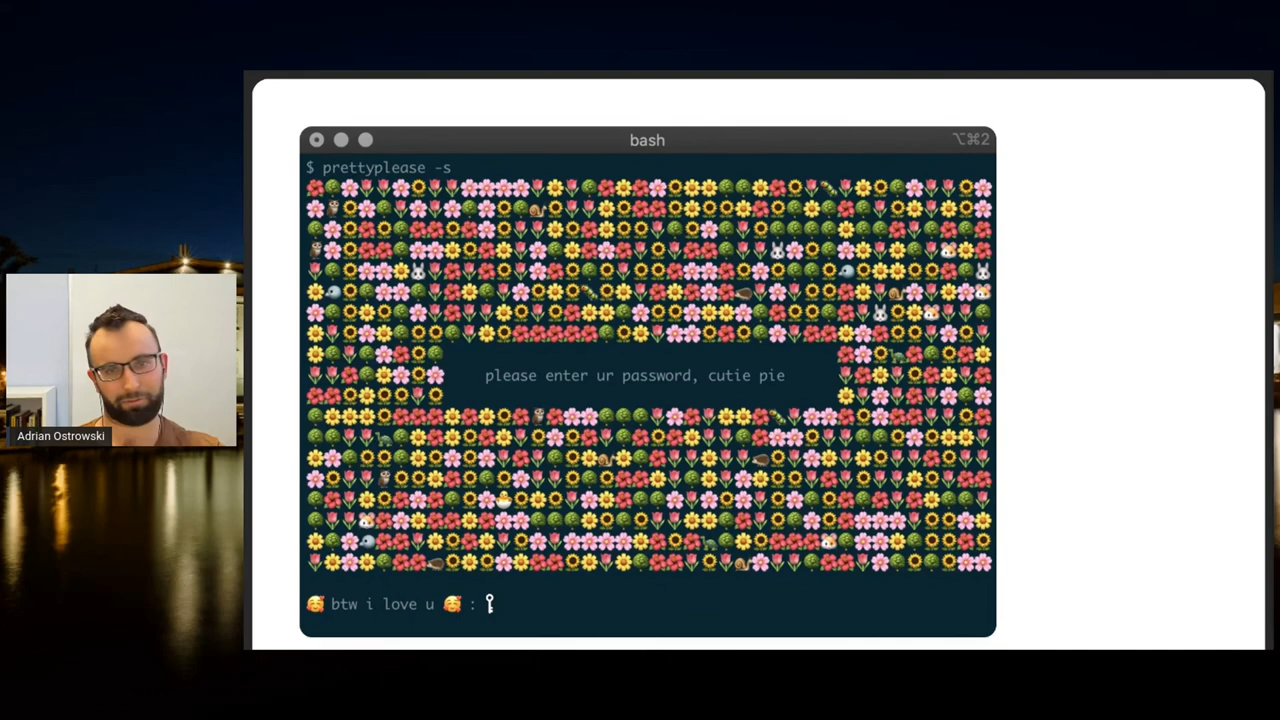 bash
⌥⌘2
$ prettyplease -s
please enter ur password, cutie pie
🥰 btw i love u 🥰 :
Adrian Ostrowski